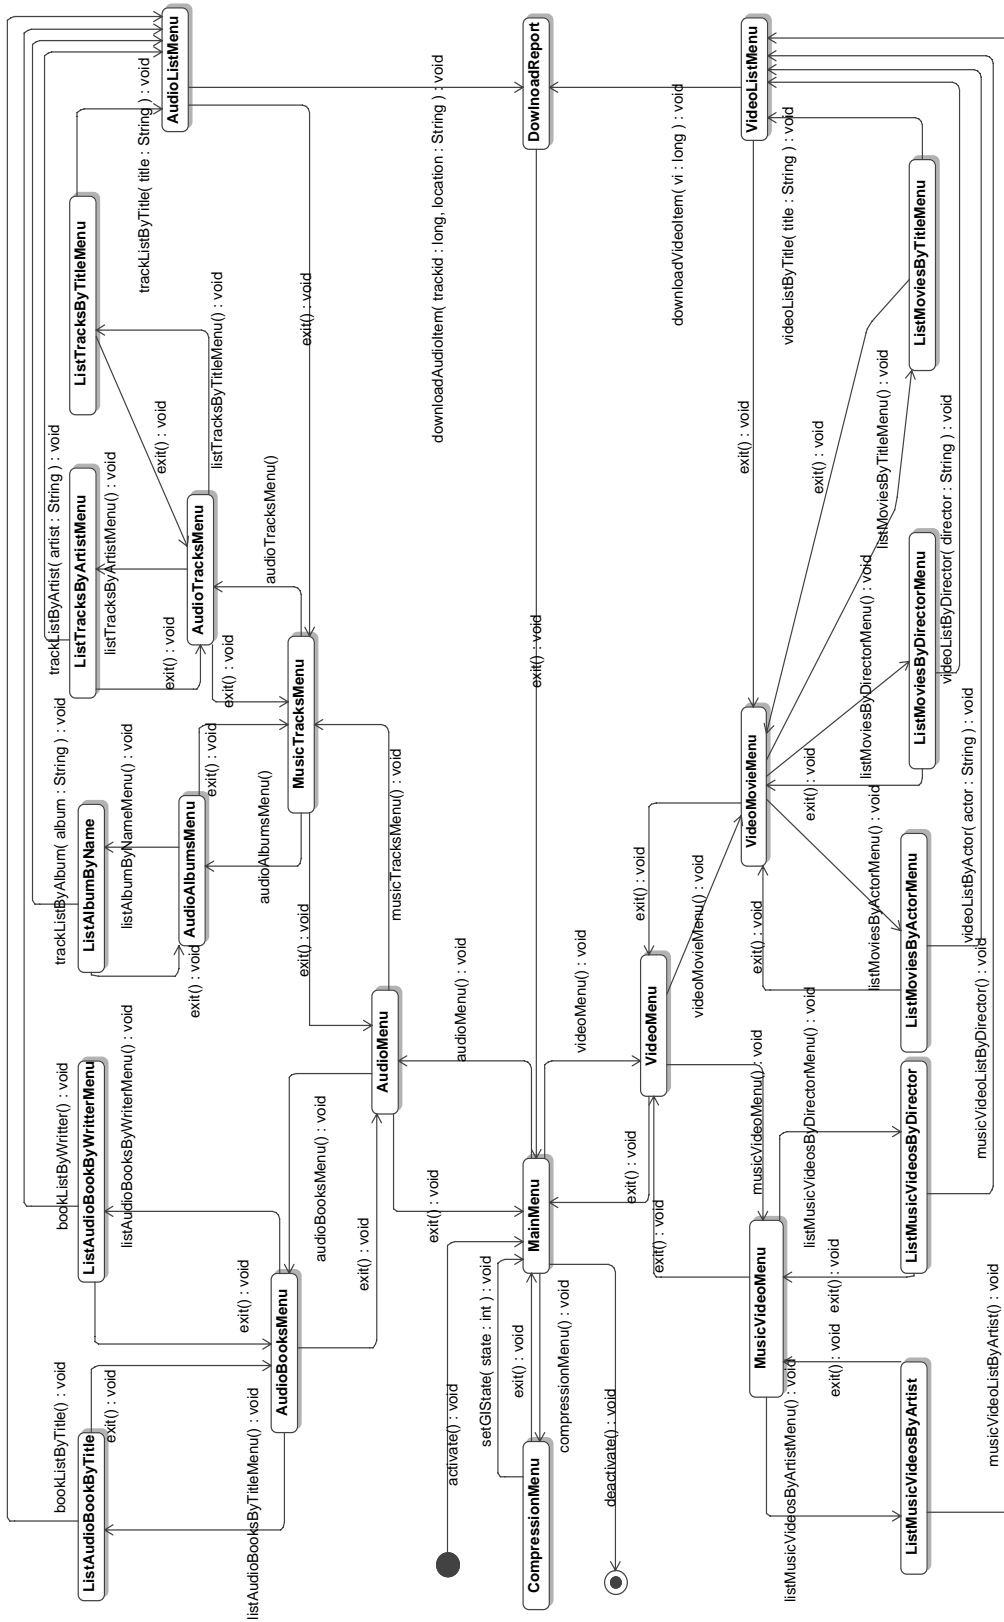 bookListByTitle() : void
ListAudioBookByTitle
exit() : void
listAudioBooksByTitleMenu() : void
bookListByWritter() : void
ListAudioBookByWritterMenu
listAudioBooksByWriterMenu() : void
exit() : void
AudioBooksMenu
audioBooksMenu() : void
exit() : void
trackListByAlbum( album : String ) : void
ListAlbumByName
listAlbumByNameMenu() : void
exit() : void
AudioAlbumsMenu
exit() : void
audioAlbumsMenu()
trackListByArtist( artist : String ) : void
ListTracksByArtistMenu
listTracksByArtistMenu() : void
exit() : void
AudioTracksMenu
exit() : void
audioTracksMenu()
ListTracksByTitleMenu
exit() : void
listTracksByTitleMenu() : void
trackListByTitle( title : String ) : void
AudioListMenu
exit() : void
MusicTracksMenu
exit() : void
musicTracksMenu() : void
AudioMenu
audioMenu() : void
exit() : void
downloadAudioItem( trackid : long, location : String ) : void
DowlnoadReport
exit() : void
activate() : void
setGIState( state : int ) : void
exit() : void
CompressionMenu
compressionMenu() : void
deactivate() : void
MainMenu
videoMenu() : void
exit() : void
VideoMenu
exit() : void
videoMovieMenu() : void
exit() : void
musicVideoMenu() : void
downloadVideoItem( vi : long ) : void
VideoListMenu
exit() : void
videoListByTitle( title : String ) : void
VideoMovieMenu
exit() : void
listMoviesByTitleMenu() : void
ListMoviesByTitleMenu
listMoviesByDirectorMenu() : void
exit() : void
ListMoviesByDirectorMenu
videoListByDirector( director : String ) : void
exit() : void
listMoviesByActorMenu() : void
ListMoviesByActorMenu
videoListByActor( actor : String ) : void
MusicVideoMenu
listMusicVideosByDirectorMenu() : void
exit() : void
ListMusicVideosByDirector
musicVideoListByDirector() : void
exit() : void
listMusicVideosByArtistMenu() : void
ListMusicVideosByArtist
musicVideoListByArtist() : void